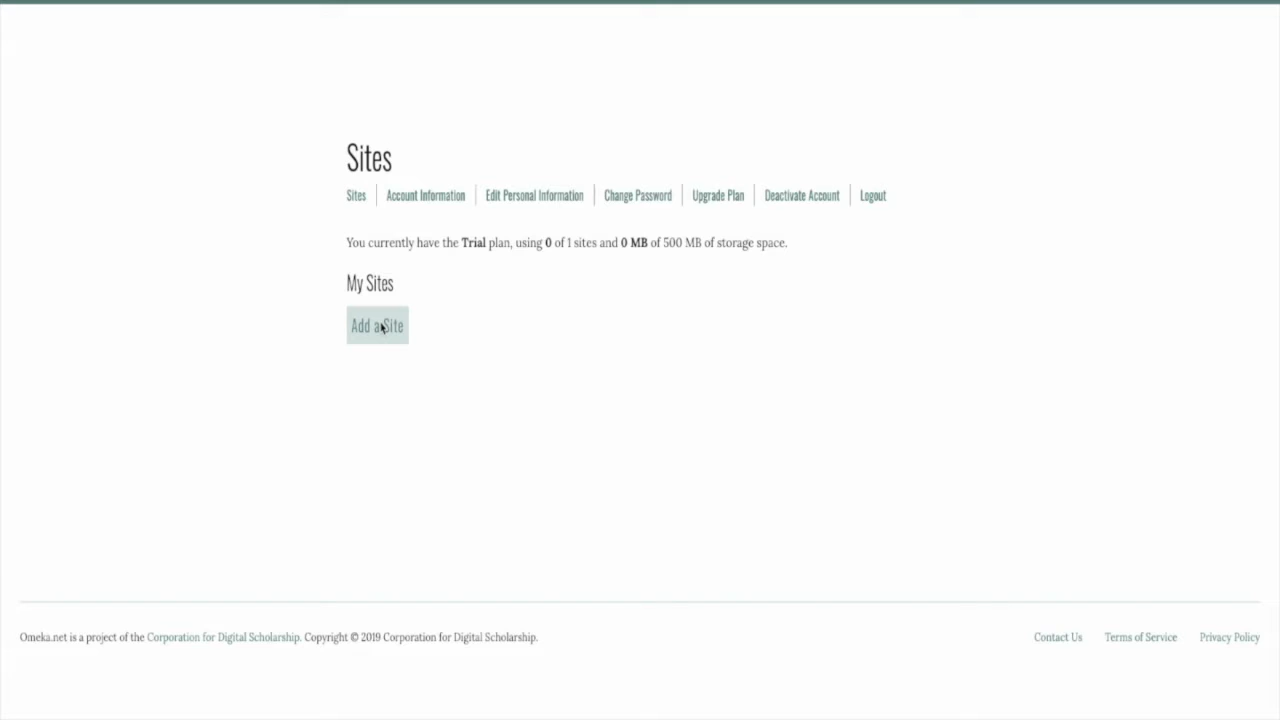 Sites
Sites Account Information Edit Personal Information Change Password Upgrade Plan Deactivate Account Logout
You currently have the Trial plan, using 0 of 1 sites and 0 MB of 500 MB of storage space.
My Sites
Add a Site
Omeka.net is a project of the Corporation for Digital Scholarship. Copyright © 2019 Corporation for Digital Scholarship. Contact Us Terms of Service Privacy Policy